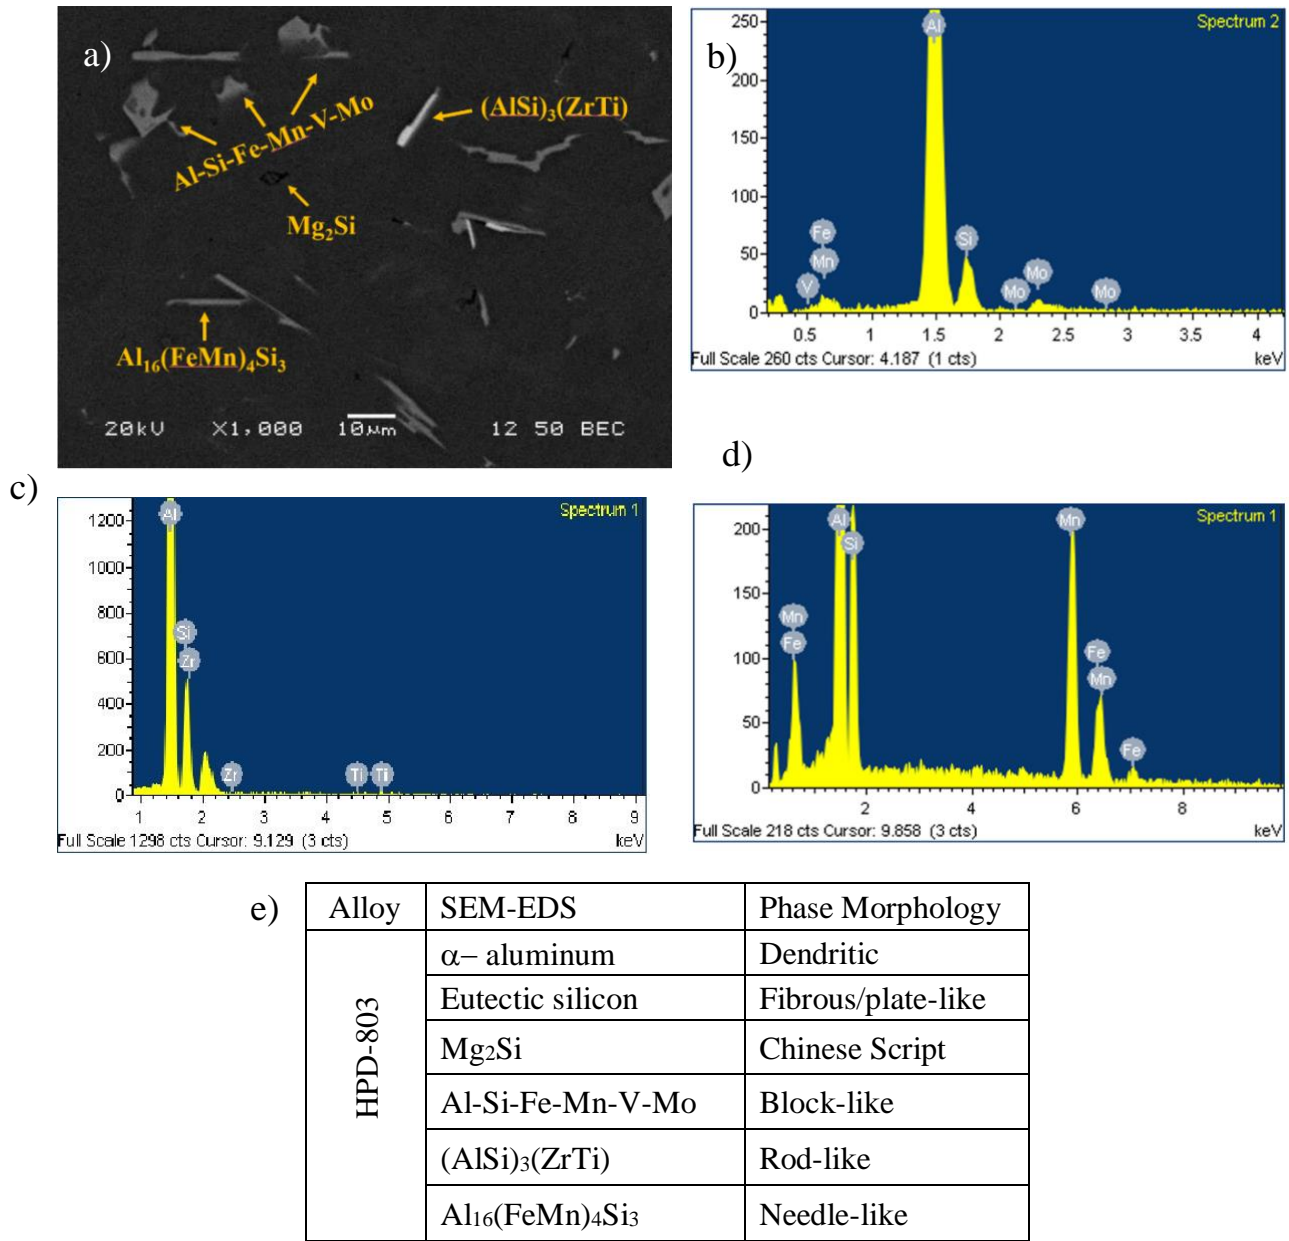 a)
(AlSi)₃(ZrTi)
Al-Si-Fe-Mn-V-Mo
Mg₂Si
Al₁₆(FeMn)₄Si₃
20kV X1,000 10µm 12 50 BEC
b)
Spectrum 2
250
200
150
100
50
0
Al
Fe
Mn
V
Si
Mo
Mo
Mo
0.5 1 1.5 2 2.5 3 3.5 4
Full Scale 260 cts Cursor: 4.187 (1 cts) keV
c)
Spectrum 1
1200
1000
800
600
400
200
0
Al
Si
Zr
Zr
Ti
Ti
1 2 3 4 5 6 7 8 9
Full Scale 1298 cts Cursor: 9.129 (3 cts) keV
d)
Spectrum 1
200
150
100
50
0
Mn
Fe
Al
Si
Mn
Fe
Mn
Fe
2 4 6 8
Full Scale 218 cts Cursor: 9.858 (3 cts) keV
e)
Alloy SEM-EDS Phase Morphology
HPD-803
α– aluminum Dendritic
Eutectic silicon Fibrous/plate-like
Mg₂Si Chinese Script
Al-Si-Fe-Mn-V-Mo Block-like
(AlSi)₃(ZrTi) Rod-like
Al₁₆(FeMn)₄Si₃ Needle-like